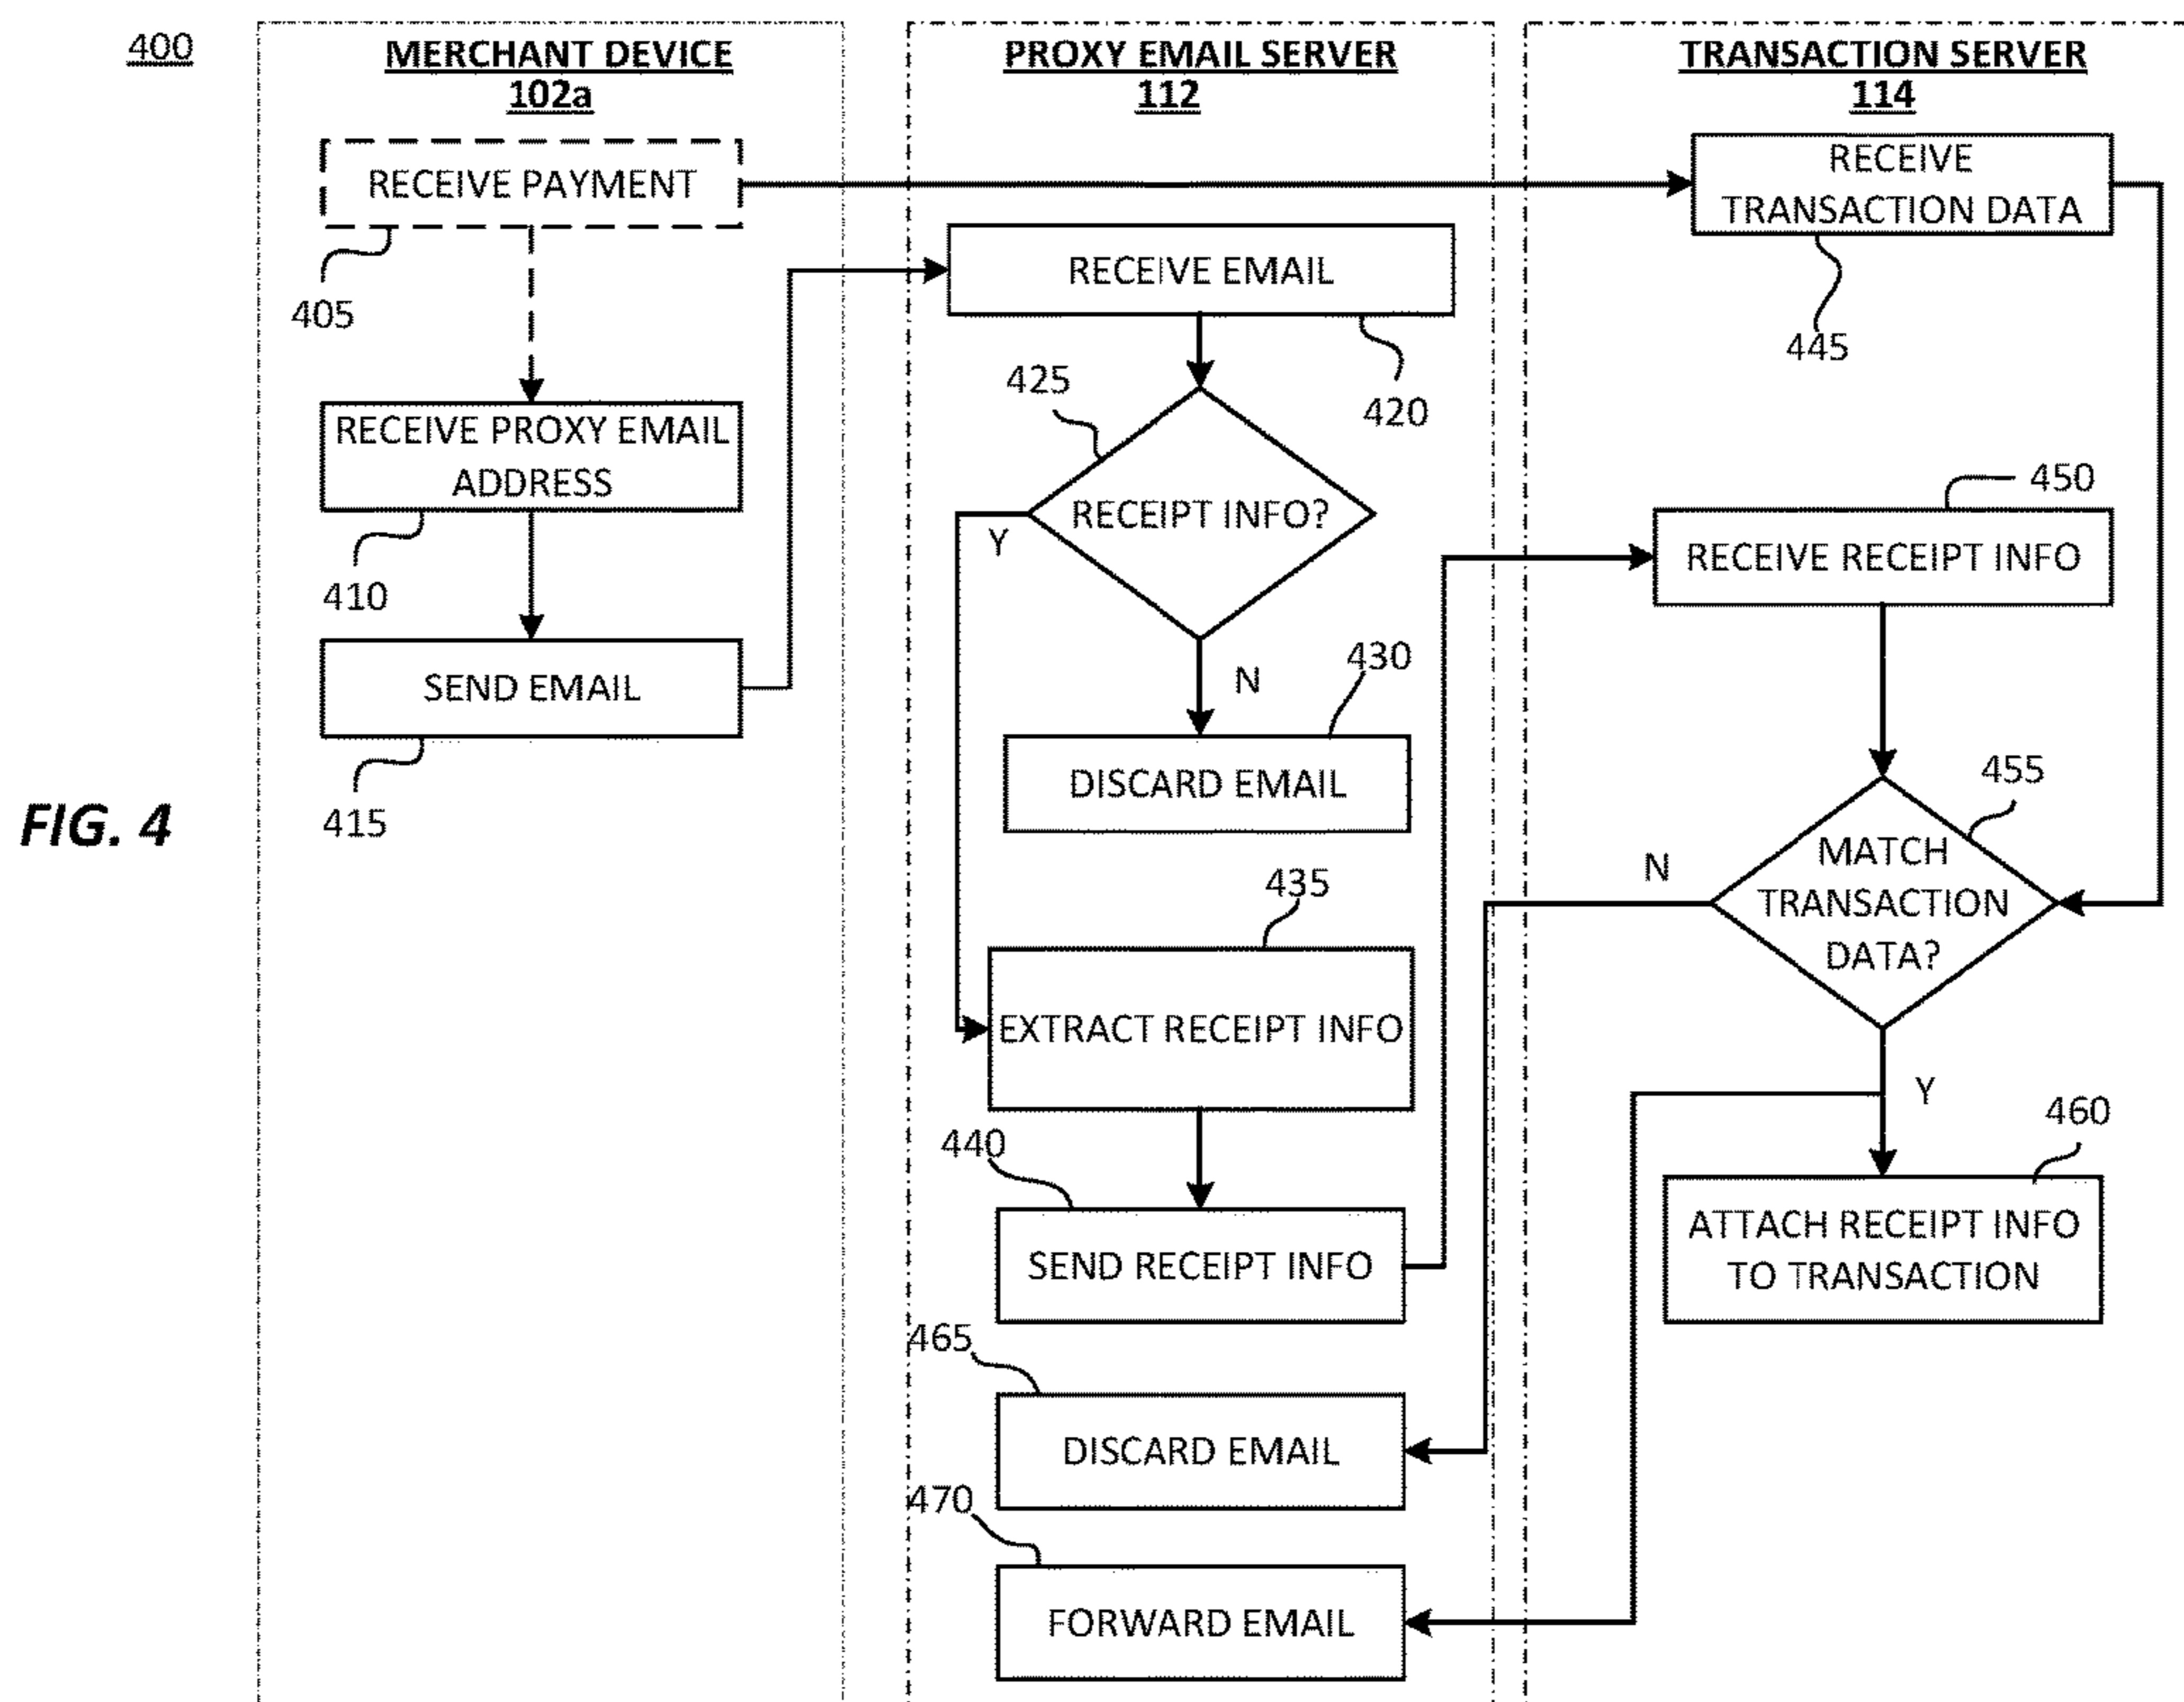 400
MERCHANT DEVICE
102a
RECEIVE PAYMENT
405
RECEIVE PROXY EMAIL
ADDRESS
410
SEND EMAIL
415
FIG. 4
PROXY EMAIL SERVER
112
RECEIVE EMAIL
420
425
RECEIPT INFO?
Y
N
430
DISCARD EMAIL
435
EXTRACT RECEIPT INFO
440
SEND RECEIPT INFO
465
DISCARD EMAIL
470
FORWARD EMAIL
TRANSACTION SERVER
114
RECEIVE
TRANSACTION DATA
445
450
RECEIVE RECEIPT INFO
455
MATCH
TRANSACTION
DATA?
N
Y
460
ATTACH RECEIPT INFO
TO TRANSACTION